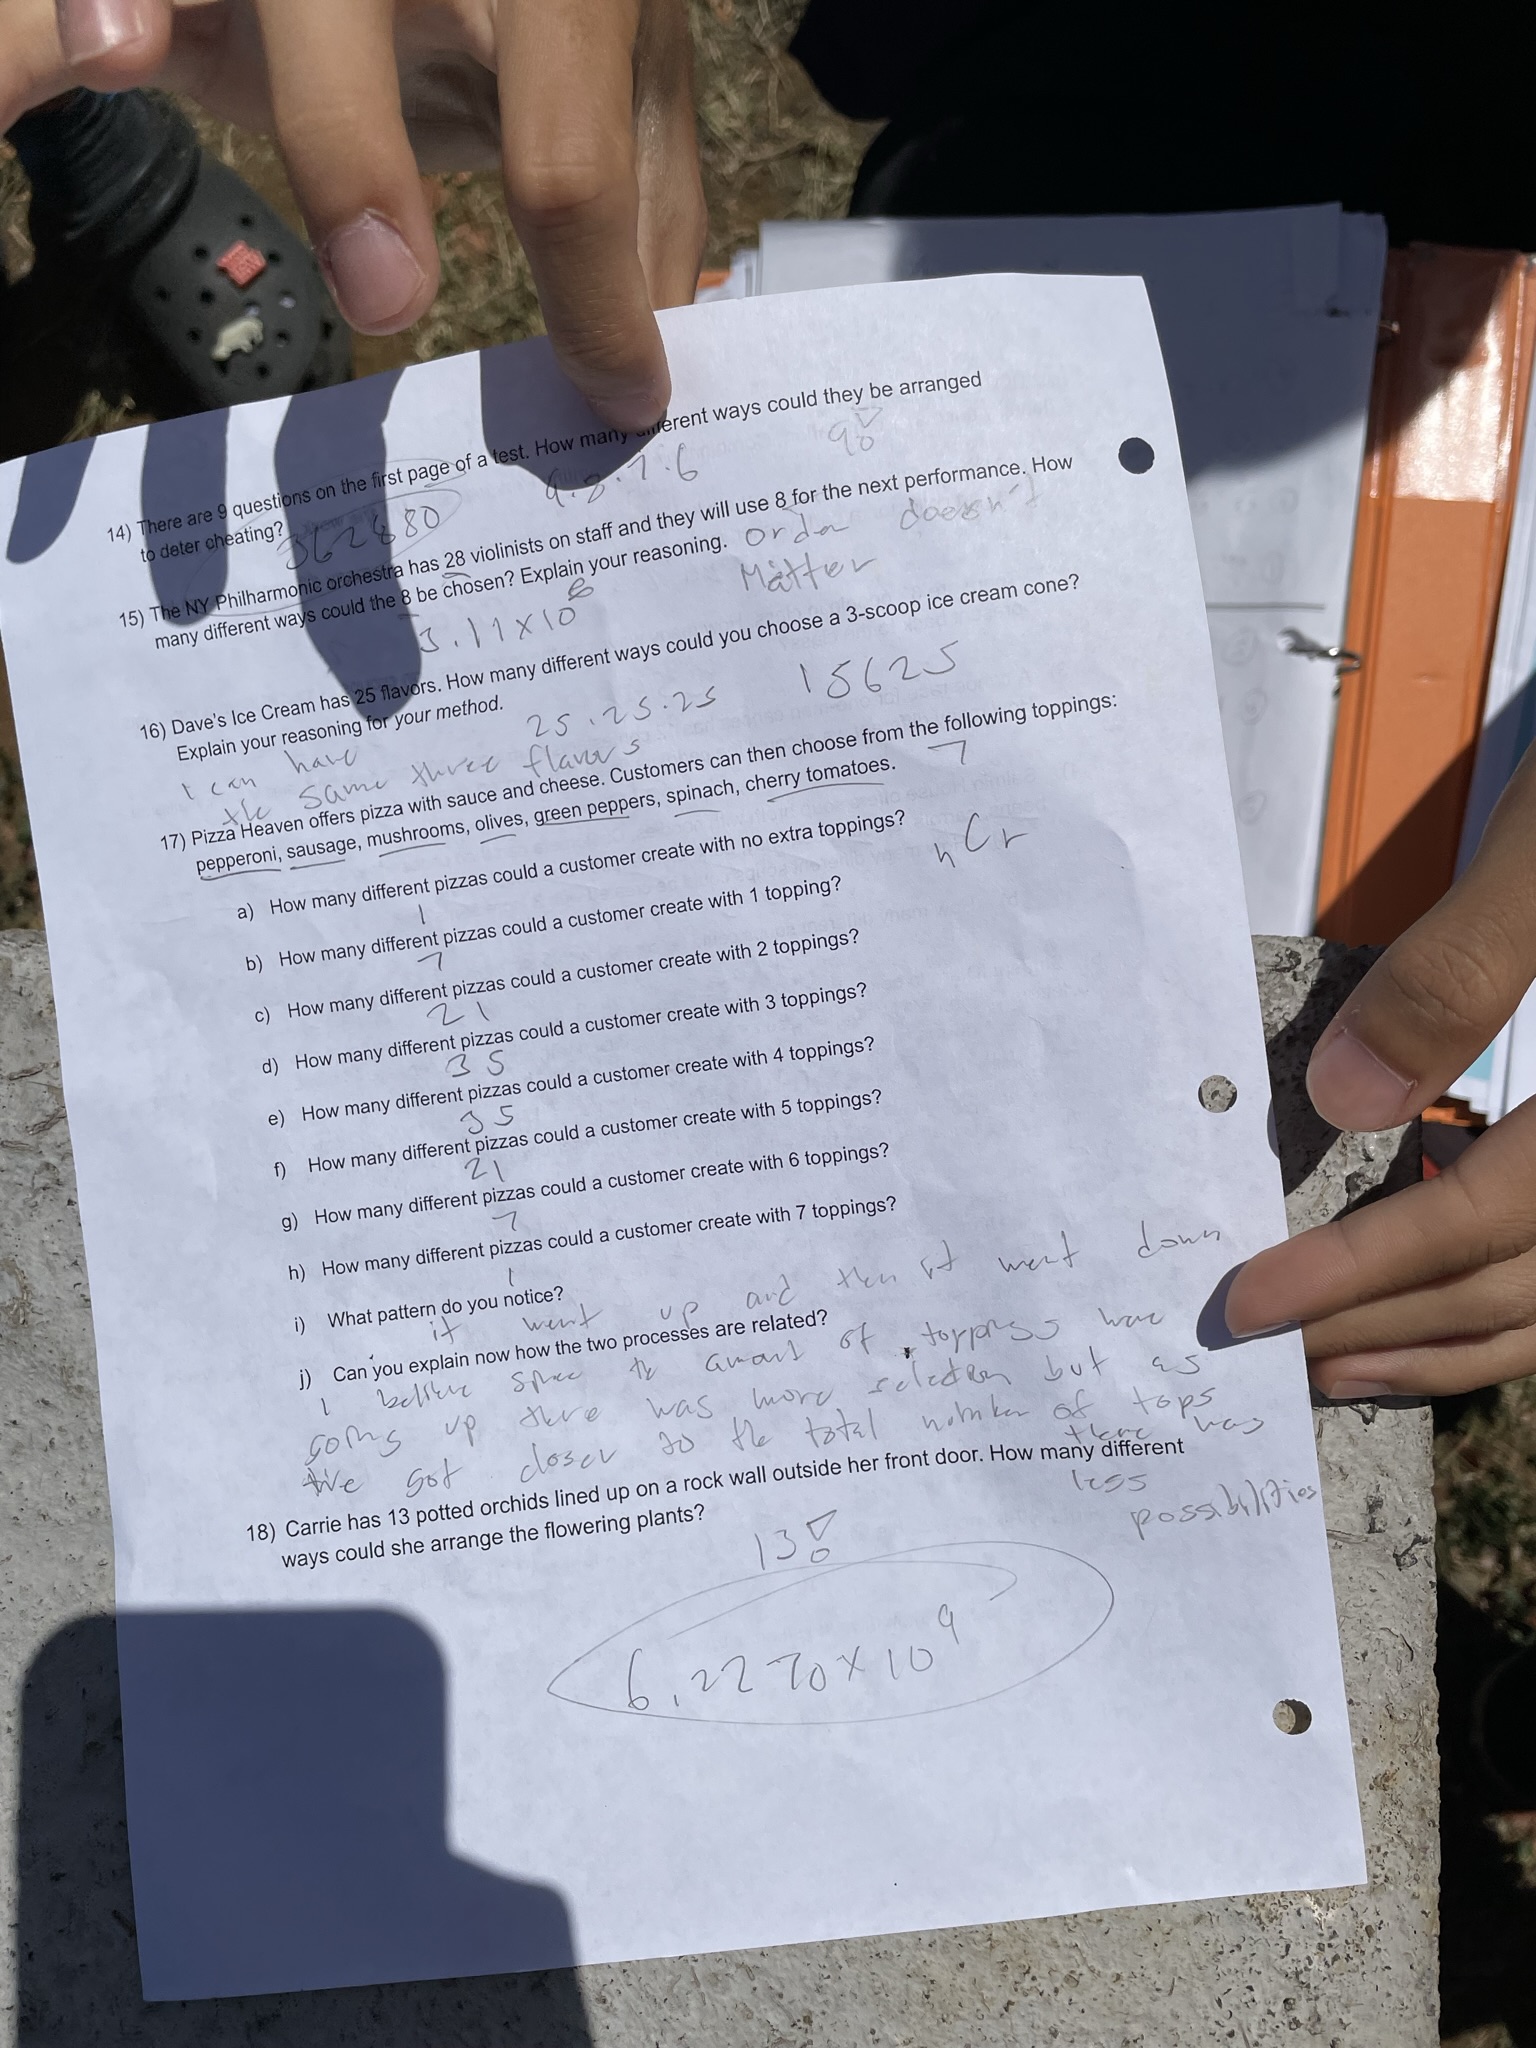 14) There are 9 questions on the first page of a test. How many different ways could they be arranged
to deter cheating?
362880
9.8.7.6
9!
15) The NY Philharmonic orchestra has 28 violinists on staff and they will use 8 for the next performance. How
many different ways could the 8 be chosen? Explain your reasoning.
Order doesn't
Matter
3.11x10⁶
16) Dave's Ice Cream has 25 flavors. How many different ways could you choose a 3-scoop ice cream cone?
Explain your reasoning for your method.
25.25.25
15625
I can have
the same three flavors
17) Pizza Heaven offers pizza with sauce and cheese. Customers can then choose from the following toppings:
pepperoni, sausage, mushrooms, olives, green peppers, spinach, cherry tomatoes.
7
nCr
a) How many different pizzas could a customer create with no extra toppings?
1
b) How many different pizzas could a customer create with 1 topping?
7
c) How many different pizzas could a customer create with 2 toppings?
21
d) How many different pizzas could a customer create with 3 toppings?
35
e) How many different pizzas could a customer create with 4 toppings?
35
f) How many different pizzas could a customer create with 5 toppings?
21
g) How many different pizzas could a customer create with 6 toppings?
7
h) How many different pizzas could a customer create with 7 toppings?
1
i) What pattern do you notice?
it went up and then it went down
j) Can you explain now how the two processes are related?
I believe the amount of toppings
going up there was more selection but as
we got closer to the total number of tops
there was
less
possibilities
18) Carrie has 13 potted orchids lined up on a rock wall outside her front door. How many different
ways could she arrange the flowering plants?
13!
6.2270x10⁹